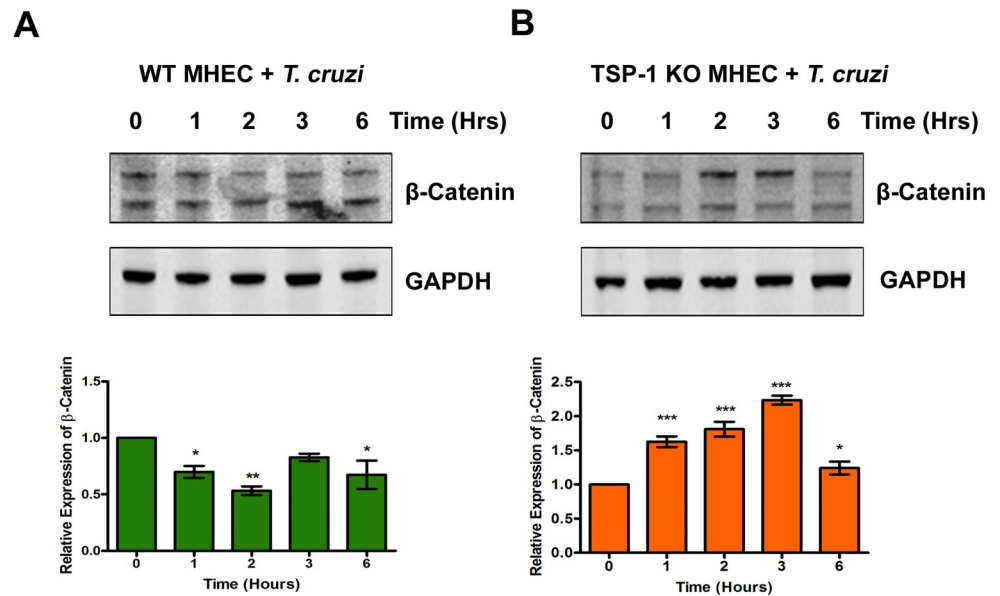 A
WT MHEC + T. cruzi
0 1 2 3 6 Time (Hrs)
β-Catenin
GAPDH
Relative Expression of β-Catenin
1.5
1.0
0.5
0.0
*
**
*
0 1 2 3 6
Time (Hours)
B
TSP-1 KO MHEC + T. cruzi
0 1 2 3 6 Time (Hrs)
β-Catenin
GAPDH
Relative Expression of β-Catenin
2.5
2.0
1.5
1.0
0.5
0.0
***
***
***
*
0 1 2 3 6
Time (Hours)